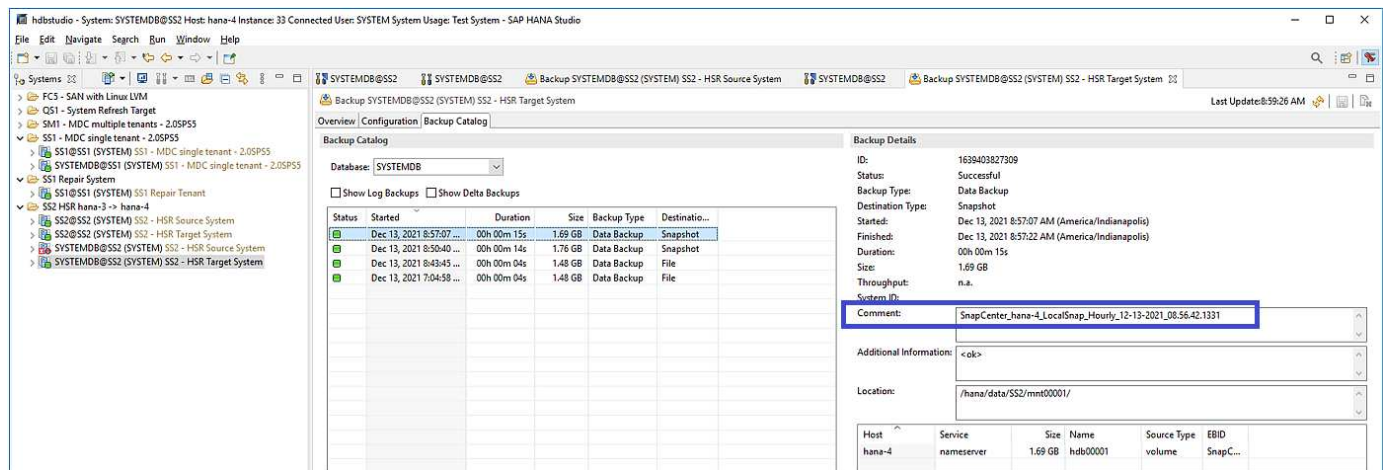 hdbstudio - System: SYSTEMDB@SS2 Host: hana-4 Instance: 33 Connected User: SYSTEM System Usage: Test System - SAP HANA Studio
File Edit Navigate Search Run Window Help
Systems
FC5 - SAN with Linux LVM
QS1 - System Refresh Target
SM1 - MDC multiple tenants - 2.0SPS5
SS1 - MDC single tenant - 2.0SPS5
SS1@SS1 (SYSTEM) SS1 - MDC single tenant - 2.0SPS5
SYSTEMDB@SS1 (SYSTEM) SS1 - MDC single tenant - 2.0SPS5
SS1 Repair System
SS1@SS1 (SYSTEM) SS1 Repair Tenant
SS2 HSR hana-3 -> hana-4
SS2@SS2 (SYSTEM) SS2 - HSR Source System
SS2@SS2 (SYSTEM) SS2 - HSR Target System
SYSTEMDB@SS2 (SYSTEM) SS2 - HSR Source System
SYSTEMDB@SS2 (SYSTEM) SS2 - HSR Target System
SYSTEMDB@SS2 SYSTEMDB@SS2 Backup SYSTEMDB@SS2 (SYSTEM) SS2 - HSR Source System SYSTEMDB@SS2 Backup SYSTEMDB@SS2 (SYSTEM) SS2 - HSR Target System
Backup SYSTEMDB@SS2 (SYSTEM) SS2 - HSR Target System Last Update:8:59:26 AM
Overview Configuration Backup Catalog
Backup Catalog
Database: SYSTEMDB
Show Log Backups Show Delta Backups
Status Started Duration Size Backup Type Destinatio...
Dec 13, 2021 8:57:07 ... 00h 00m 15s 1.69 GB Data Backup Snapshot
Dec 13, 2021 8:50:40 ... 00h 00m 14s 1.76 GB Data Backup Snapshot
Dec 13, 2021 8:43:45 ... 00h 00m 04s 1.48 GB Data Backup File
Dec 13, 2021 7:04:58 ... 00h 00m 04s 1.48 GB Data Backup File
Backup Details
ID: 1639403827309
Status: Successful
Backup Type: Data Backup
Destination Type: Snapshot
Started: Dec 13, 2021 8:57:07 AM (America/Indianapolis)
Finished: Dec 13, 2021 8:57:22 AM (America/Indianapolis)
Duration: 00h 00m 15s
Size: 1.69 GB
Throughput: n.a.
System ID:
Comment: SnapCenter_hana-4_LocalSnap_Hourly_12-13-2021_08.56.42.1331
Additional Information: <ok>
Location: /hana/data/SS2/mnt00001/
Host Service Size Name Source Type EBID
hana-4 nameserver 1.69 GB hdb00001 volume SnapC...